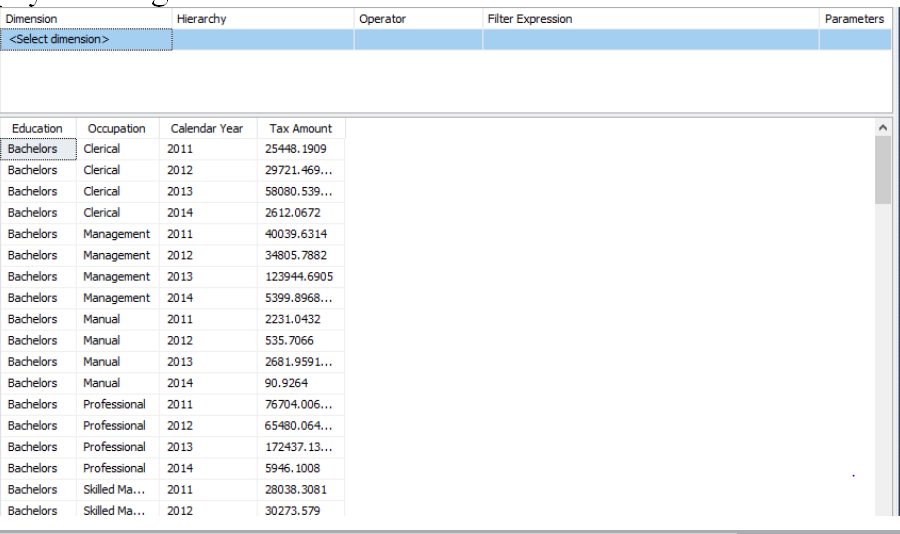 Dimension Hierarchy Operator Filter Expression Parameters
<Select dimension>
Education Occupation Calendar Year Tax Amount
Bachelors Clerical 2011 25448.1909
Bachelors Clerical 2012 29721.469...
Bachelors Clerical 2013 58080.539...
Bachelors Clerical 2014 2612.0672
Bachelors Management 2011 40039.6314
Bachelors Management 2012 34805.7882
Bachelors Management 2013 123944.6905
Bachelors Management 2014 5399.8968...
Bachelors Manual 2011 2231.0432
Bachelors Manual 2012 535.7066
Bachelors Manual 2013 2681.9591...
Bachelors Manual 2014 90.9264
Bachelors Professional 2011 76704.006...
Bachelors Professional 2012 65480.064...
Bachelors Professional 2013 172437.13...
Bachelors Professional 2014 5946.1008
Bachelors Skilled Ma... 2011 28038.3081
Bachelors Skilled Ma... 2012 30273.579